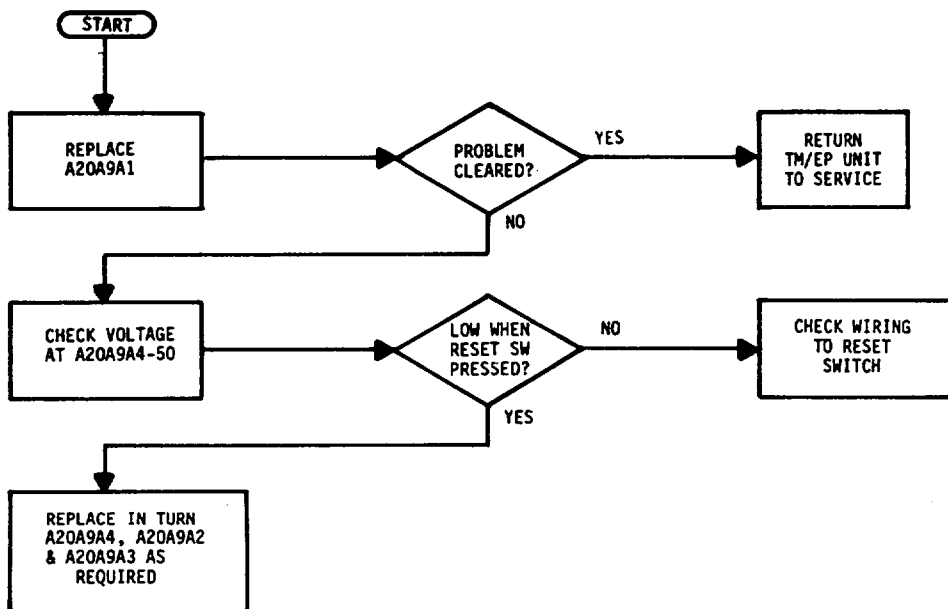 START
REPLACE
A20A9A1
PROBLEM
CLEARED?
YES
RETURN
TM/EP UNIT
TO SERVICE
NO
CHECK VOLTAGE
AT A20A9A4-50
LOW WHEN
RESET SW
PRESSED?
NO
CHECK WIRING
TO RESET
SWITCH
YES
REPLACE IN TURN
A20A9A4, A20A9A2
& A20A9A3 AS
REQUIRED